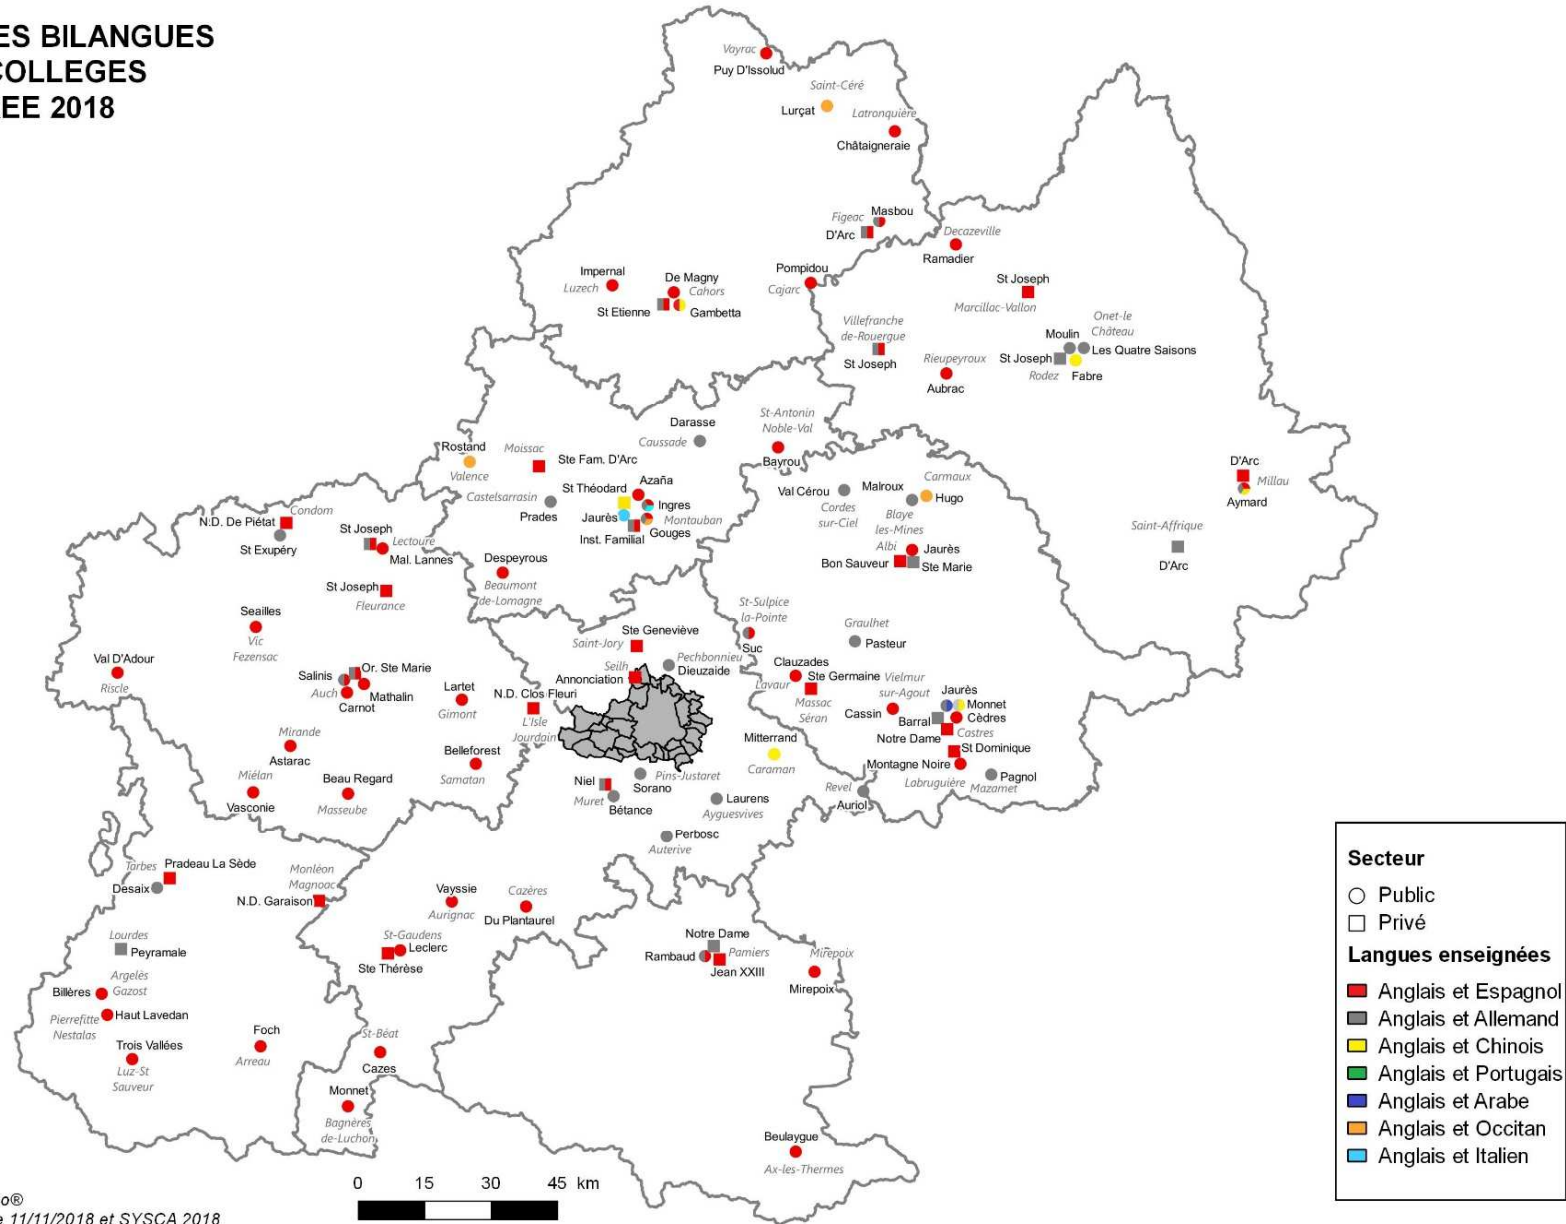 ES BILANGUES
COLLEGES
EE 2018
Vayrac
Puy D'Issolud
Saint-Céré
Lurçat
Latronquière
Châtaigneraie
Figeac
Masbou
D'Arc
Decazeville
Ramadier
Impernal
Luzech
De Magny
Cahors
St Etienne
Gambetta
Pompidou
Cajarc
St Joseph
Marcillac-Vallon
Villefranche
de-Rouergue
St Joseph
Onet-le
Château
Moulin
Les Quatre Saisons
St Joseph
Rodez
Fabre
Rieupeyroux
Aubrac
Darasse
Caussade
St-Antonin
Noble-Val
Bayrou
Rostand
Valence
Moissac
Ste Fam. D'Arc
Castelsarrasin
Prades
St Théodard
Azaña
Ingres
Jaurès
Montauban
Gouges
Inst. Familial
Despeyrous
Beaumont
de-Lomagne
Val Cérou
Cordes
sur-Ciel
Malroux
Carmaux
Hugo
Blaye
les-Mines
Albi
Jaurès
Bon Sauveur
Ste Marie
D'Arc
Millau
Aymard
Saint-Affrique
D'Arc
Condom
N.D. De Piétat
St Exupéry
St Joseph
Lectoure
Mal. Lannes
St Joseph
Fleurance
Seailles
Vic
Fezensac
Val D'Adour
Riscle
Salinis
Or. Ste Marie
Auch
Mathalin
Carnot
Lartet
Gimont
N.D. Clos Fleuri
L'Isle
Jourdain
Mirande
Astarac
Belleforest
Samatan
Miélan
Vasconie
Beau Regard
Masseube
Ste Geneviève
Saint-Jory
Seilh
Annonciation
Pechbonnieu
Dieuzaide
St-Sulpice
la-Pointe
Suc
Graulhet
Pasteur
Clauzades
Lavaur
Ste Germaine
Massac
Séran
Vielmur
sur-Agout
Cassin
Jaurès
Monnet
Barral
Cèdres
Notre Dame
Castres
St Dominique
Montagne Noire
Labruguière
Pagnol
Mazamet
Mitterrand
Caraman
Niel
Muret
Bétance
Sorano
Pins-Justaret
Laurens
Ayguesvives
Revel
Auriol
Perbosc
Auterive
Tarbes
Pradeau La Sède
Desaix
Monléon
Magnoac
N.D. Garaison
Lourdes
Peyramale
Argelès
Gazost
Billères
Pierrefitte
Nestalas
Haut Lavedan
Trois Vallées
Luz-St
Sauveur
Foch
Arreau
Vayssie
Aurignac
Cazères
Du Plantaurel
St-Gaudens
Leclerc
Ste Thérèse
St-Béat
Cazes
Monnet
Bagnères
de-Luchon
Notre Dame
Rambaud
Pamiers
Jean XXIII
Mirepoix
Mirepoix
Beulaygue
Ax-les-Thermes
Secteur
Public
Privé
Langues enseignées
Anglais et Espagnol
Anglais et Allemand
Anglais et Chinois
Anglais et Portugais
Anglais et Arabe
Anglais et Occitan
Anglais et Italien
0 15 30 45 km
o®
e 11/11/2018 et SYSCA 2018